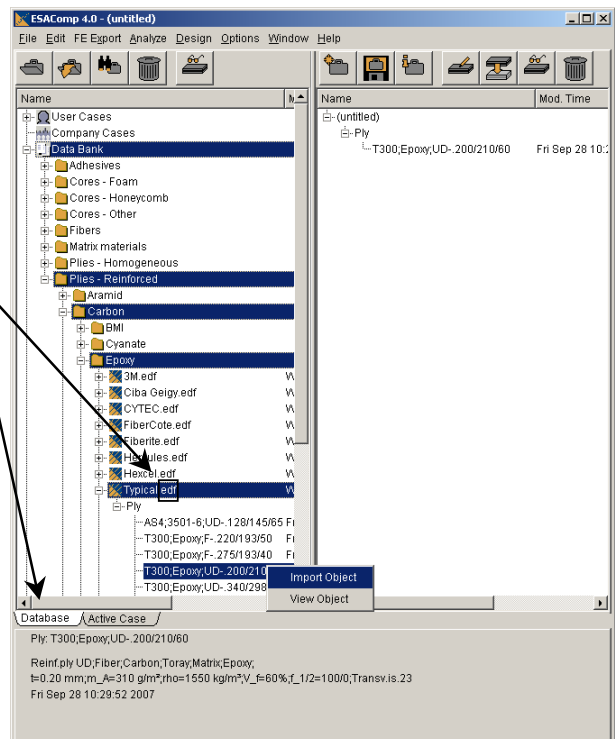 ESAComp 4.0 - (untitled)
File Edit FE Export Analyze Design Options Window Help
Name
User Cases
Company Cases
Data Bank
Adhesives
Cores - Foam
Cores - Honeycomb
Cores - Other
Fibers
Matrix materials
Plies - Homogeneous
Plies - Reinforced
Aramid
Carbon
BMI
Cyanate
Epoxy
3M.edf
Ciba Geigy.edf
CYTEC.edf
FiberCote.edf
Fiberite.edf
Hercules.edf
Hexcel.edf
Typical.edf
Ply
AS4;3501-6;UD-.128/145/65
T300;Epoxy;F-.220/193/50
T300;Epoxy;F-.275/193/40
T300;Epoxy;UD-.200/210
T300;Epoxy;UD-.340/298
Import Object
View Object
Name Mod. Time
(untitled)
Ply
T300;Epoxy;UD-.200/210/60 Fri Sep 28 10:2
Database Active Case
Ply: T300;Epoxy;UD-.200/210/60
Reinf.ply UD;Fiber;Carbon;Toray;Matrix;Epoxy;
t=0.20 mm;m_A=310 g/m²;rho=1550 kg/m³;V_f=60%;f_1/2=100/0;Transv.is.23
Fri Sep 28 10:29:52 2007